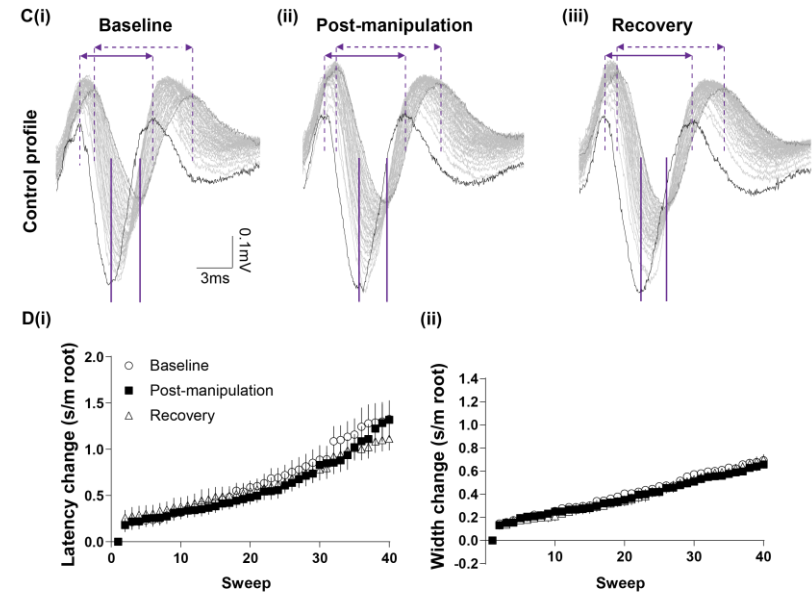 C(i)
Baseline
(ii)
Post-manipulation
(iii)
Recovery
Control profile
0.1mV
3ms
D(i)
Latency change (s/m root)
2.0
1.5
1.0
0.5
0.0
Baseline
Post-manipulation
Recovery
0
10
20
30
40
Sweep
(ii)
Width change (s/m root)
1.4
1.2
1.0
0.8
0.6
0.4
0.2
0.0
-0.2
10
20
30
40
Sweep